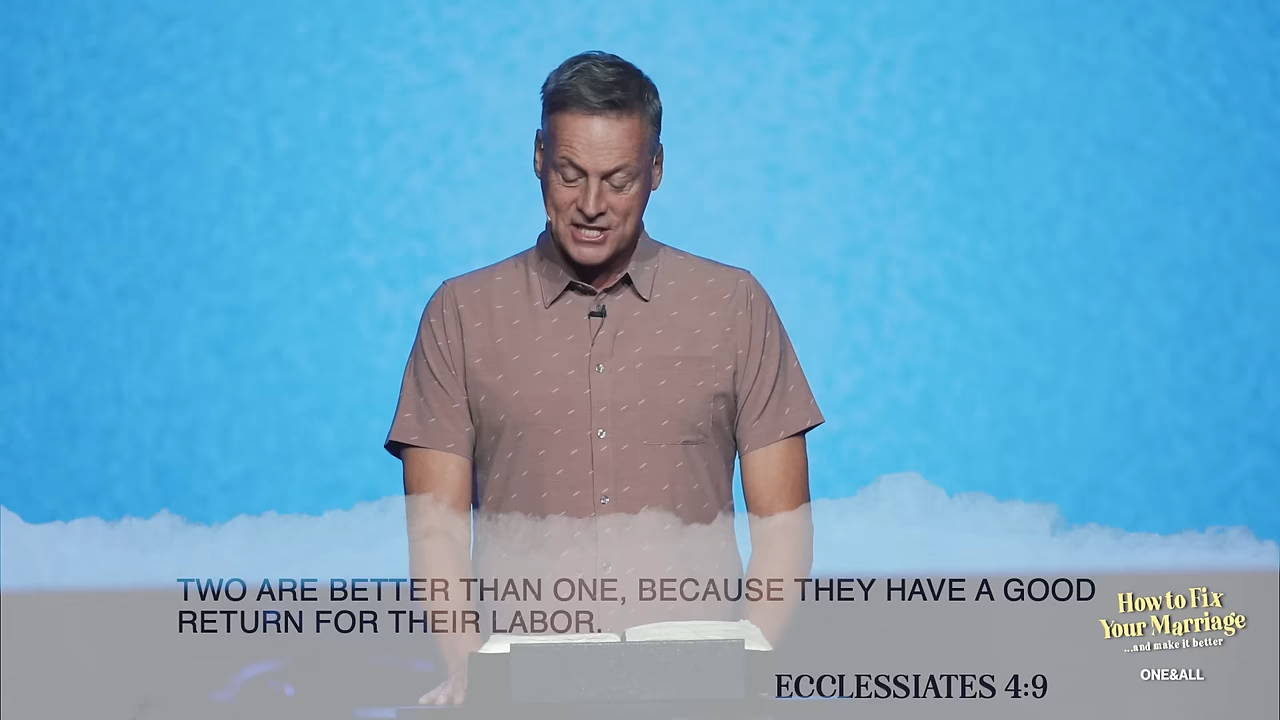 TWO ARE BETTER THAN ONE, BECAUSE THEY HAVE A GOOD
RETURN FOR THEIR LABOR.
ECCLESSIATES 4:9
How to Fix
Your Marriage
...and make it better
ONE&ALL